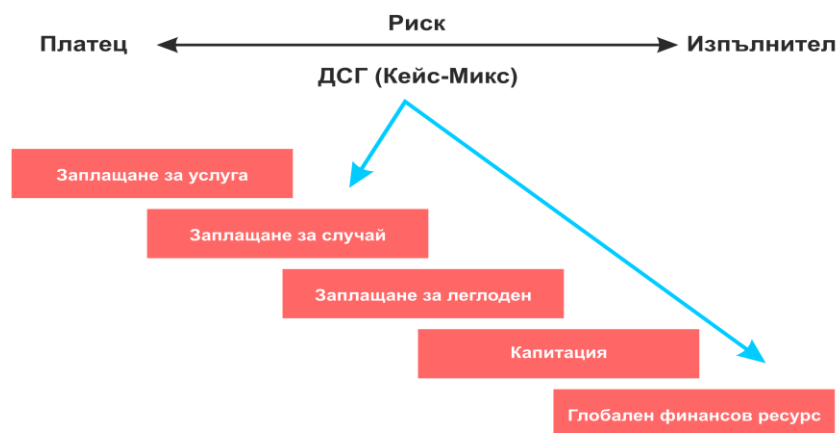 Риск
Платец
Изпълнител
ДСГ (Кейс-Микс)
Заплащане за услуга
Заплащане за случай
Заплащане за леглоден
Капитация
Глобален финансов ресурс